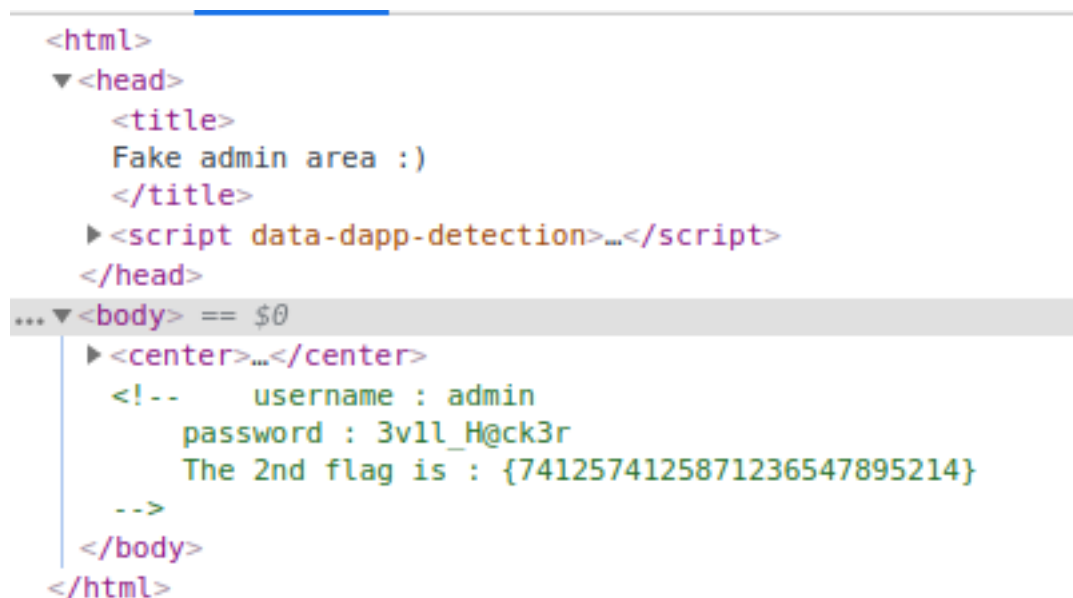 <html>
▼<head>
<title>
Fake admin area :)
</title>
▶<script data-dapp-detection>…</script>
</head>
…▼<body> == $0
▶<center>…</center>
<!-- username : admin
password : 3v1l_H@ck3r
The 2nd flag is : {7412574125871236547895214}
-->
</body>
</html>